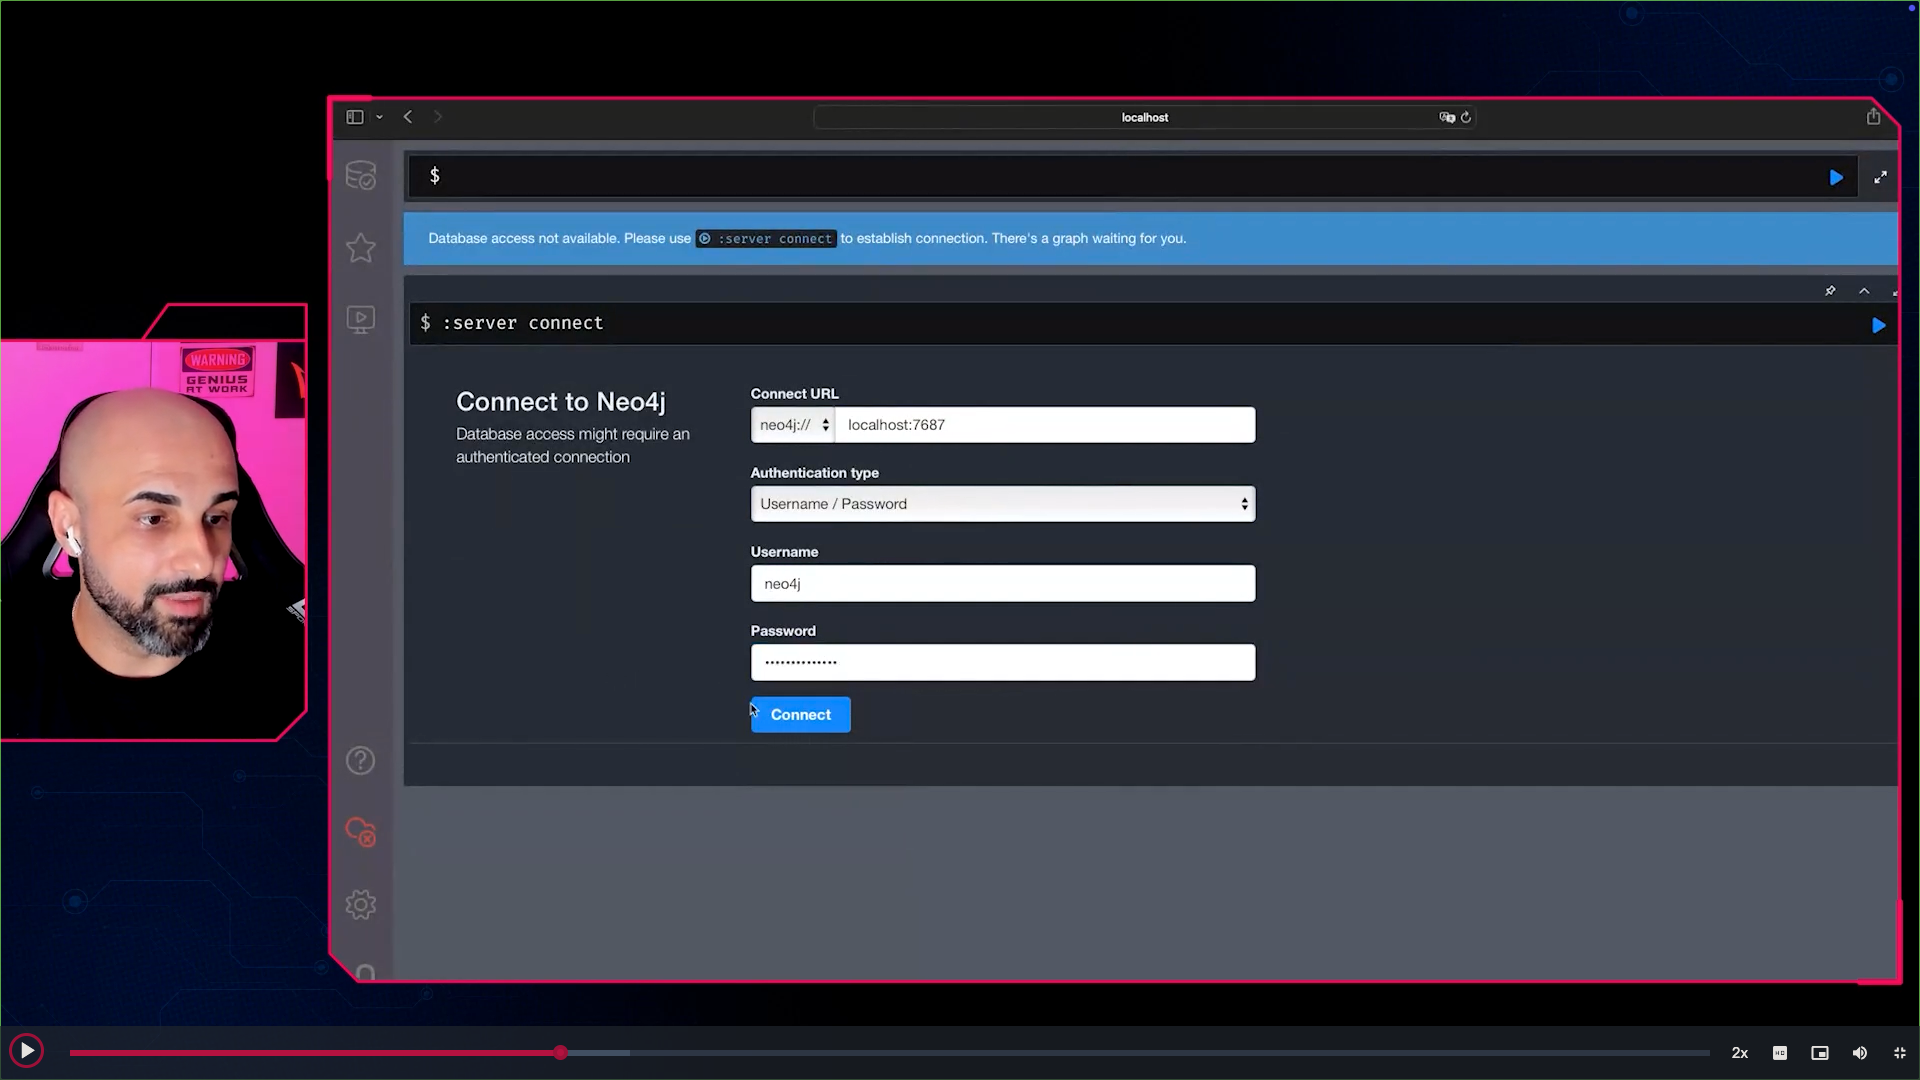 localhost
$
Database access not available. Please use :server connect to establish connection. There's a graph waiting for you.
$ :server connect
Connect to Neo4j
Database access might require an
authenticated connection
Connect URL
neo4j:// localhost:7687
Authentication type
Username / Password
Username
neo4j
Password
Connect
WARNING
GENIUS
AT WORK
2x
HD